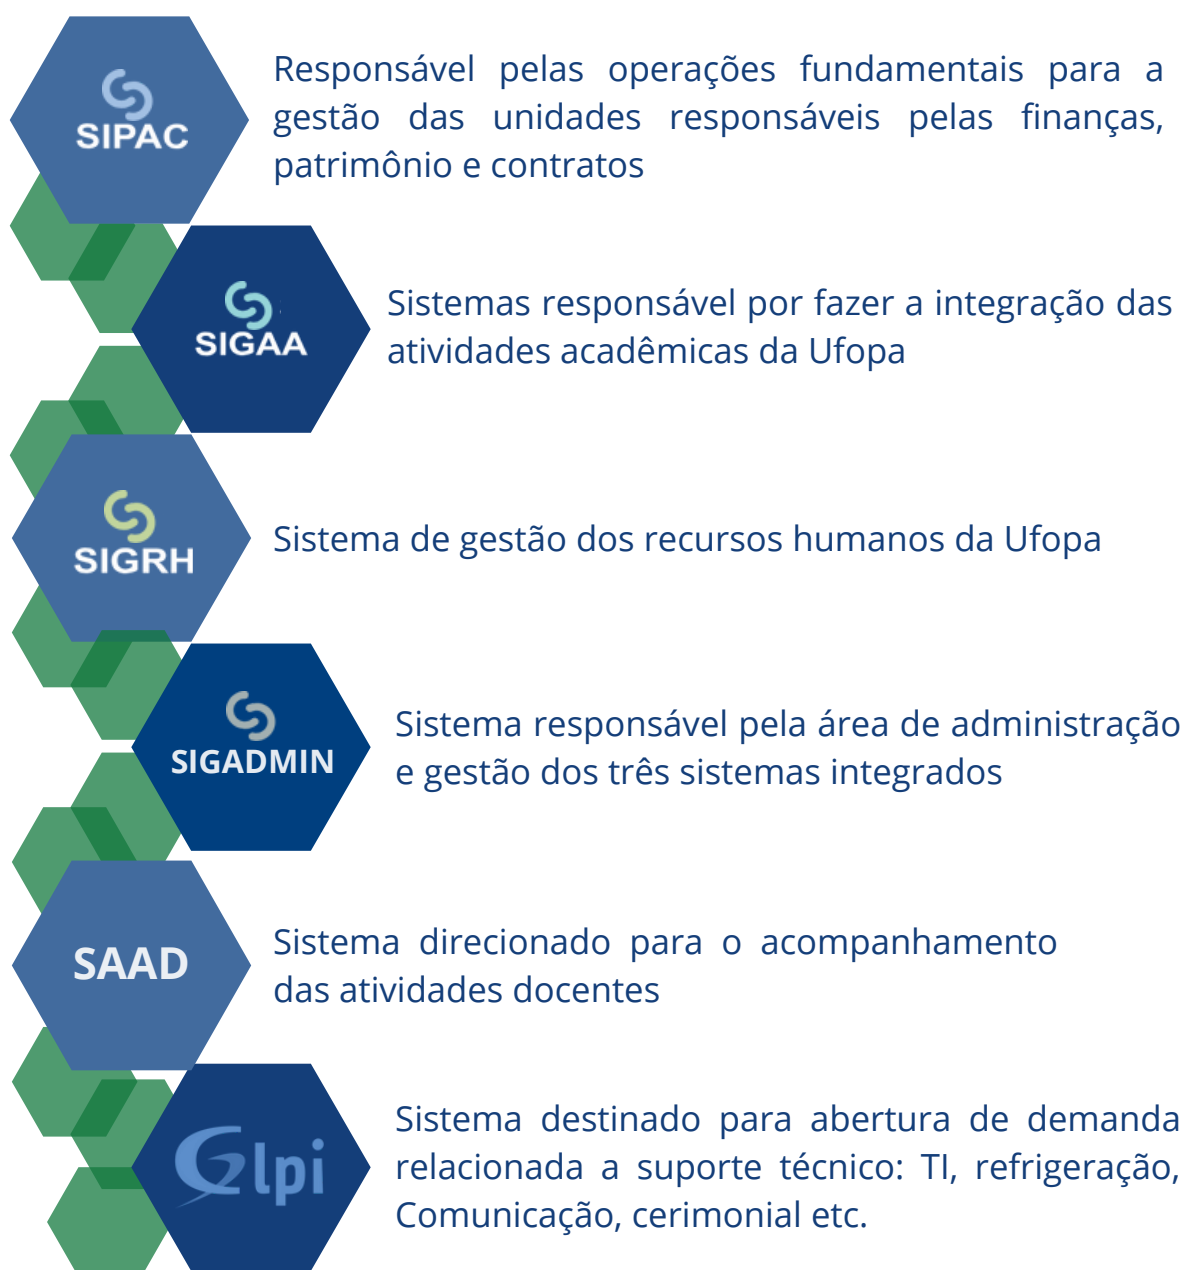 SIPAC
Responsável pelas operações fundamentais para a
gestão das unidades responsáveis pelas finanças,
patrimônio e contratos
SIGAA
Sistemas responsável por fazer a integração das
atividades acadêmicas da Ufopa
SIGRH
Sistema de gestão dos recursos humanos da Ufopa
SIGADMIN
Sistema responsável pela área de administração
e gestão dos três sistemas integrados
SAAD
Sistema direcionado para o acompanhamento
das atividades docentes
Glpi
Sistema destinado para abertura de demanda
relacionada a suporte técnico: TI, refrigeração,
Comunicação, cerimonial etc.